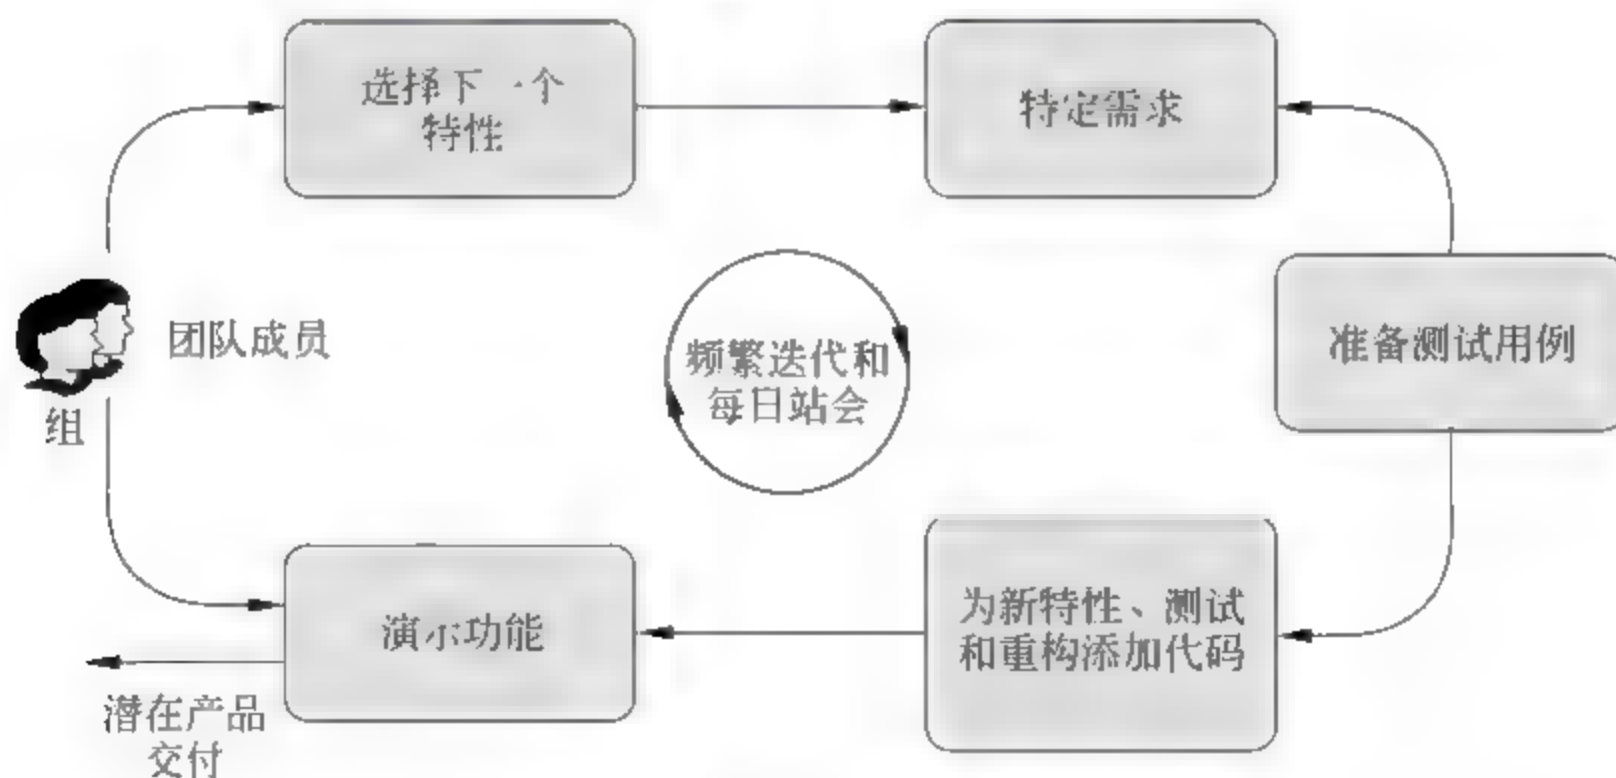 选择下一个
特性
特定需求
准备测试用例
团队成员
组
频繁迭代和
每日站会
为新特性、测试
和重构添加代码
演示功能
潜在产品
交付